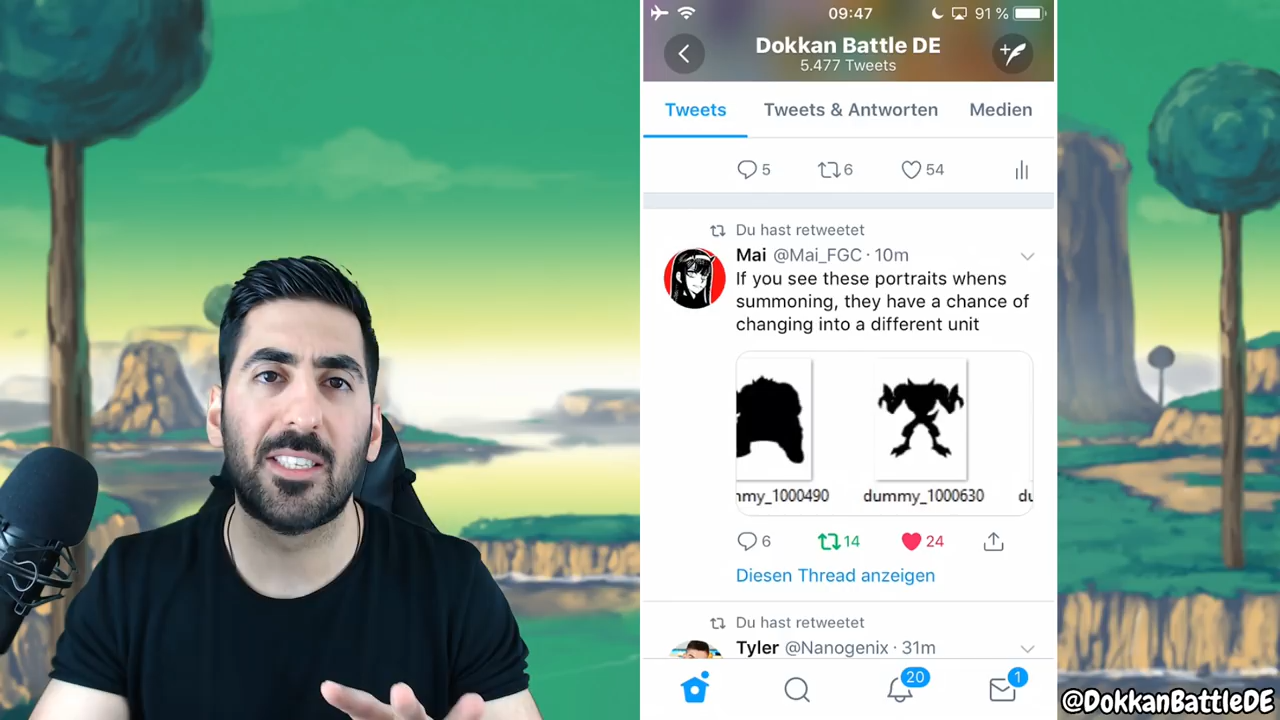 09:47
91 %
Dokkan Battle DE
5.477 Tweets
Tweets
Tweets & Antworten
Medien
5
6
54
Du hast retweetet
Mai @Mai_FGC · 10m
If you see these portraits whens
summoning, they have a chance of
changing into a different unit
mmy_1000490
dummy_1000630
du
6
14
24
Diesen Thread anzeigen
Du hast retweetet
Tyler @Nanogenix · 31m
20
1
@DokkanBattleDE